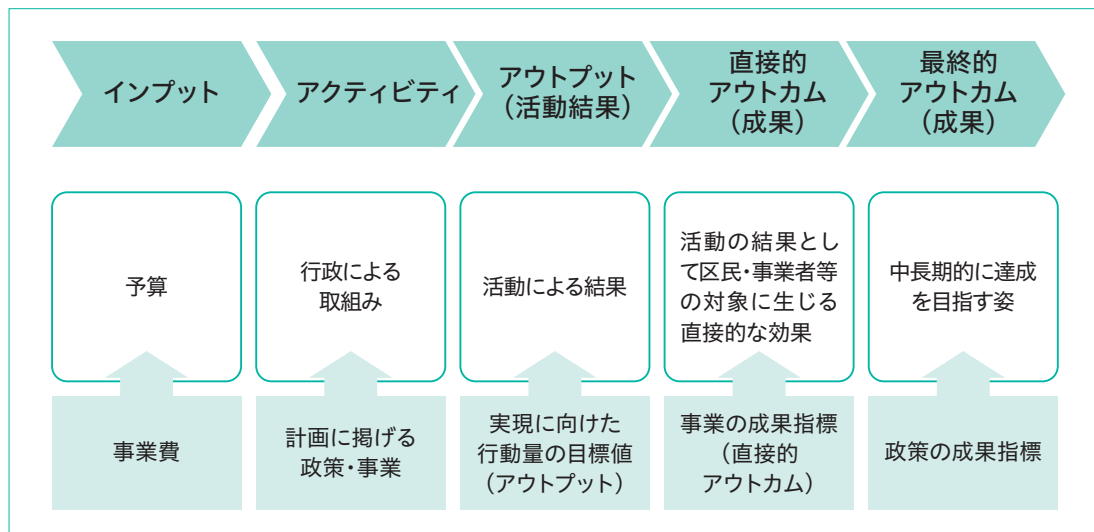 インプット
アクティビティ
アウトプット
（活動結果）
直接的
アウトカム
（成果）
最終的
アウトカム
（成果）
予算
行政による
取組み
活動による結果
活動の結果とし
て区民・事業者等
の対象に生じる
直接的な効果
中長期的に達成
を目指す姿
事業費
計画に掲げる
政策・事業
実現に向けた
行動量の目標値
（アウトプット）
事業の成果指標
（直接的
アウトカム）
政策の成果指標